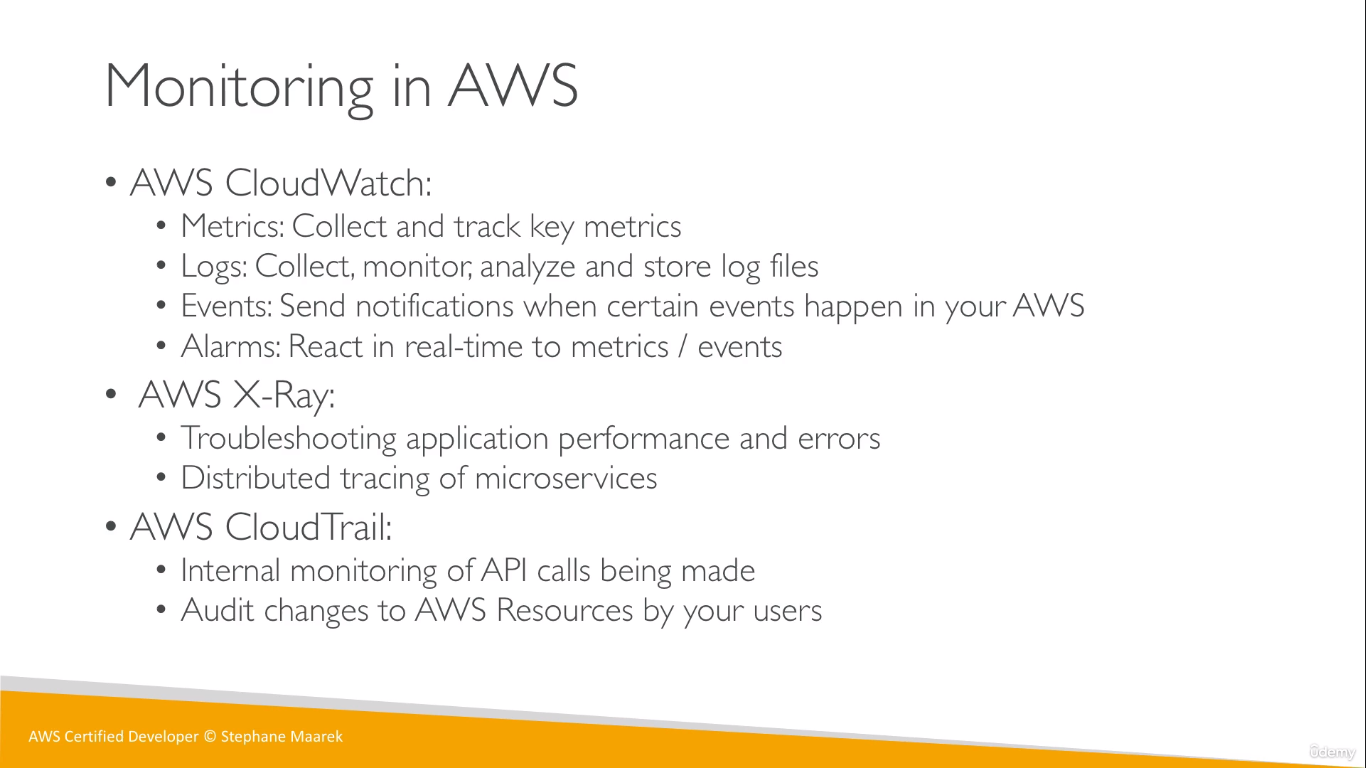 Monitoring in AWS
• AWS CloudWatch:
• Metrics: Collect and track key metrics
• Logs: Collect, monitor, analyze and store log files
• Events: Send notifications when certain events happen in your AWS
• Alarms: React in real-time to metrics / events
• AWS X-Ray:
• Troubleshooting application performance and errors
• Distributed tracing of microservices
• AWS CloudTrail:
• Internal monitoring of API calls being made
• Audit changes to AWS Resources by your users
AWS Certified Developer © Stephane Maarek
ûdemy